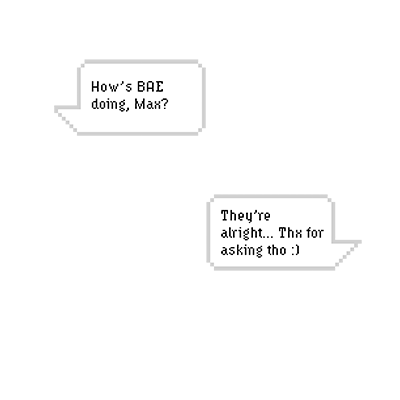 How's BAE
doing, Max?
They're
alright... Thx for
asking tho :)